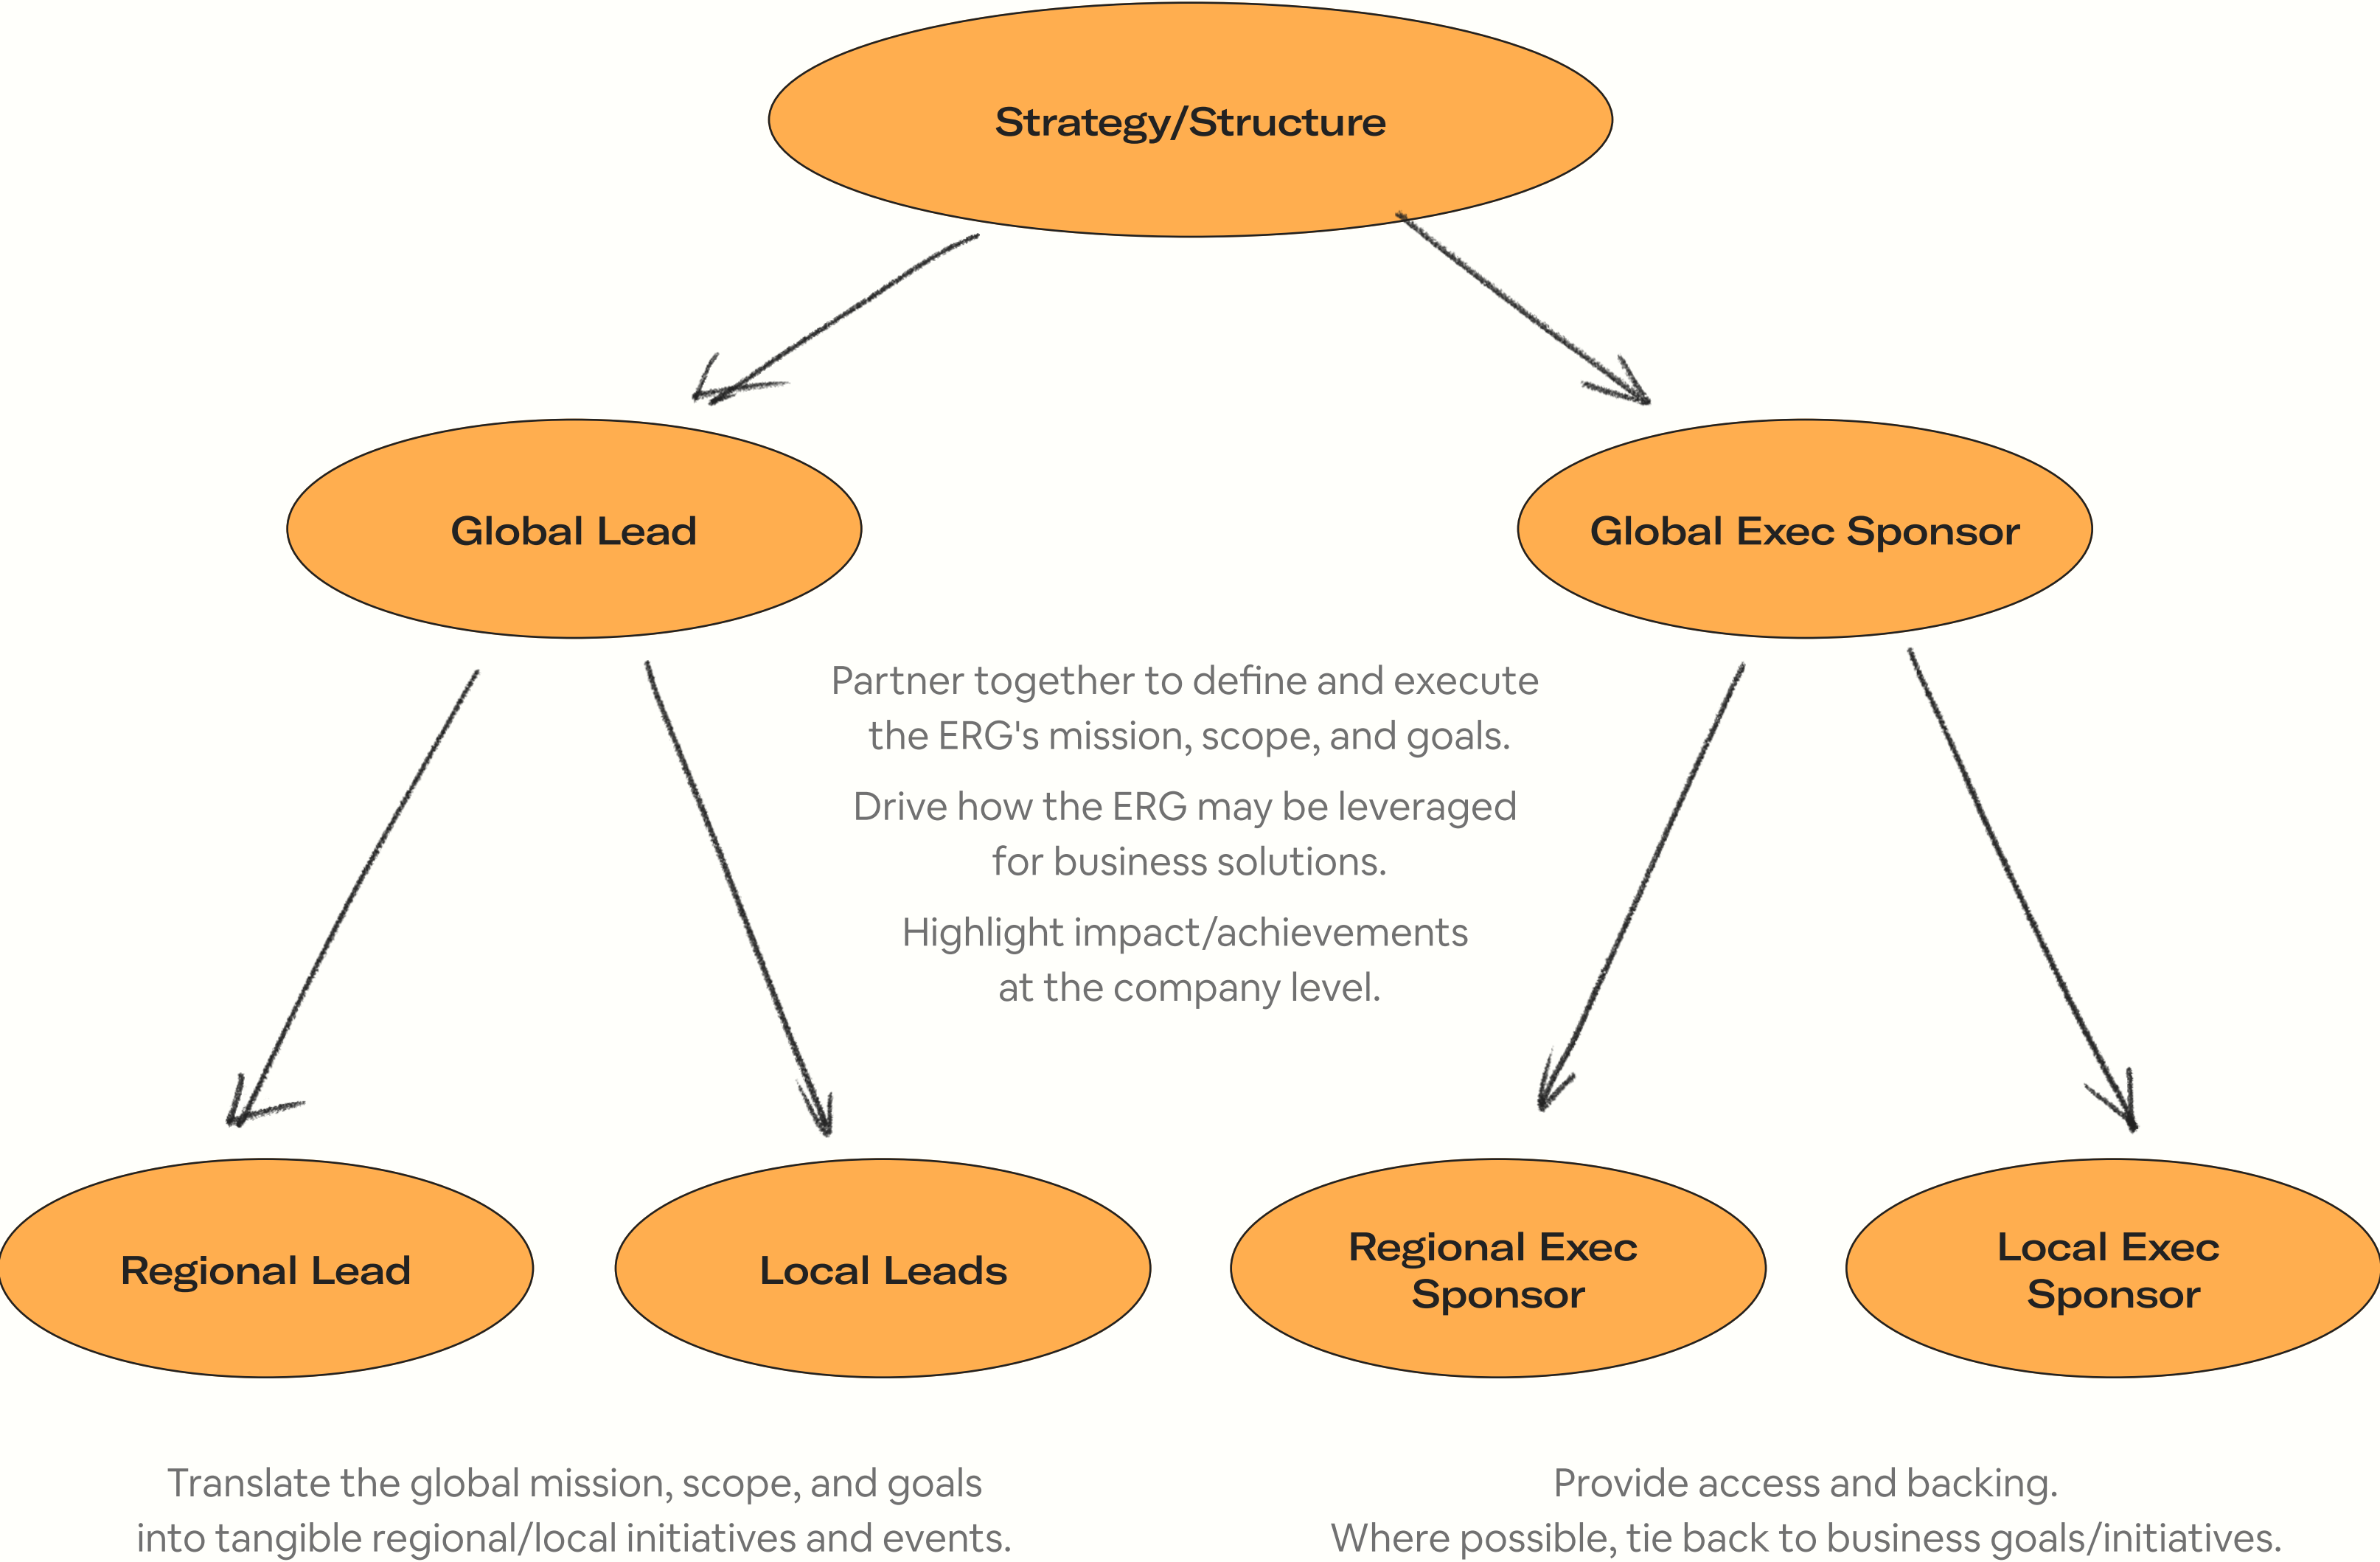 Strategy/Structure
Global Lead
Global Exec Sponsor
Partner together to define and execute
the ERG's mission, scope, and goals.
Drive how the ERG may be leveraged
for business solutions.
Highlight impact/achievements
at the company level.
Regional Lead
Local Leads
Regional Exec
Sponsor
Local Exec
Sponsor
Translate the global mission, scope, and goals
into tangible regional/local initiatives and events.
Provide access and backing.
Where possible, tie back to business goals/initiatives.